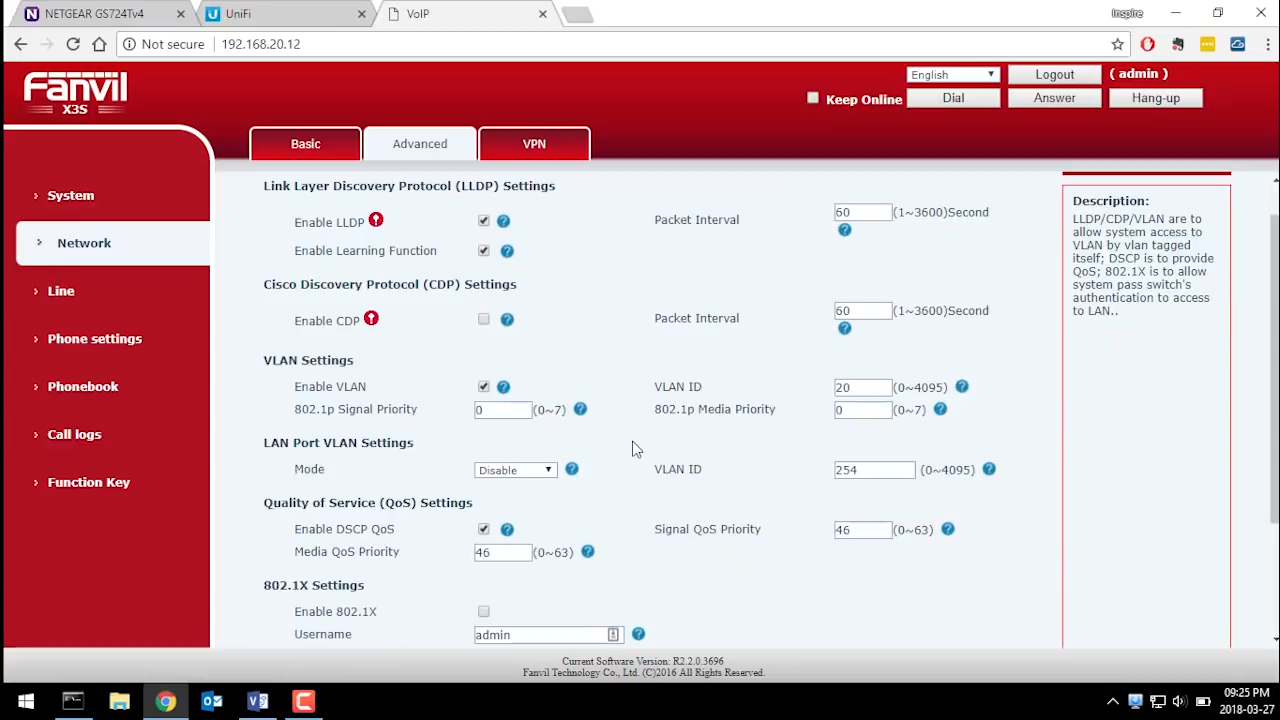 NETGEAR GS724Tv4
UniFi
VoIP
Inspire
Not secure 192.168.20.12
Fanvil
X3S
English
Logout
( admin )
Keep Online
Dial
Answer
Hang-up
Basic
Advanced
VPN
System
Network
Line
Phone settings
Phonebook
Call logs
Function Key
Link Layer Discovery Protocol (LLDP) Settings
Enable LLDP
Packet Interval 60 (1~3600)Second
Enable Learning Function
Cisco Discovery Protocol (CDP) Settings
Enable CDP
Packet Interval 60 (1~3600)Second
VLAN Settings
Enable VLAN
VLAN ID 20 (0~4095)
802.1p Signal Priority 0 (0~7)
802.1p Media Priority 0 (0~7)
LAN Port VLAN Settings
Mode Disable
VLAN ID 254 (0~4095)
Quality of Service (QoS) Settings
Enable DSCP QoS
Signal QoS Priority 46 (0~63)
Media QoS Priority 46 (0~63)
802.1X Settings
Enable 802.1X
Username admin
Description:
LLDP/CDP/VLAN are to
allow system access to
VLAN by vlan tagged
itself; DSCP is to provide
QoS; 802.1X is to allow
system pass switch's
authentication to access
to LAN..
Current Software Version: R2.2.0.3696
Fanvil Technology Co., Ltd. (C)2016 All Rights Reserved.
09:25 PM
2018-03-27